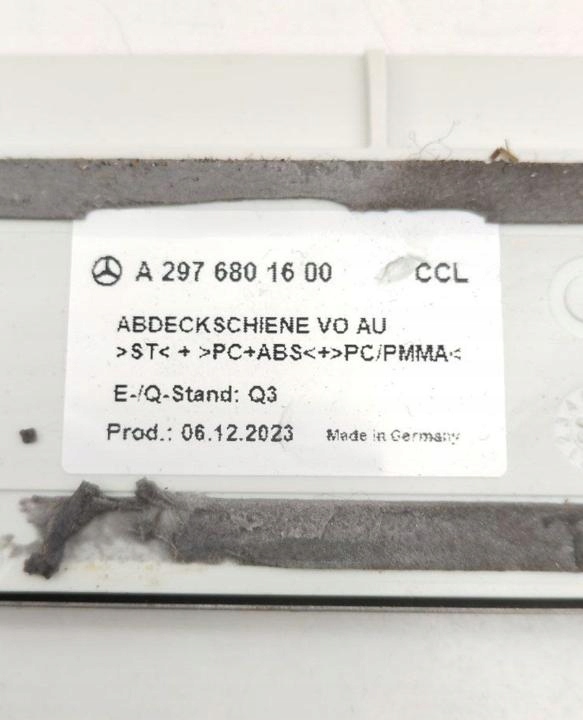 A 297 680 16 00 CCL
ABDECKSCHIENE VO AU
>ST< + >PC+ABS<+>PC/PMMA<
E-/Q-Stand: Q3
Prod.: 06.12.2023 Made in Germany